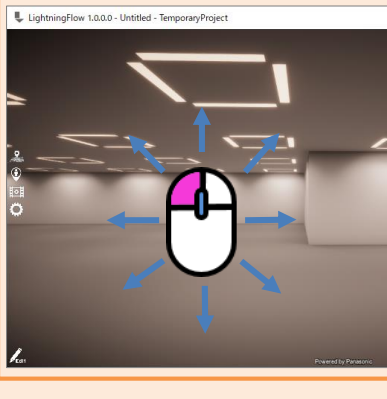 LightningFlow 1.0.0.0 - Untitled - TemporaryProject
Edit
Powered by Panasonic